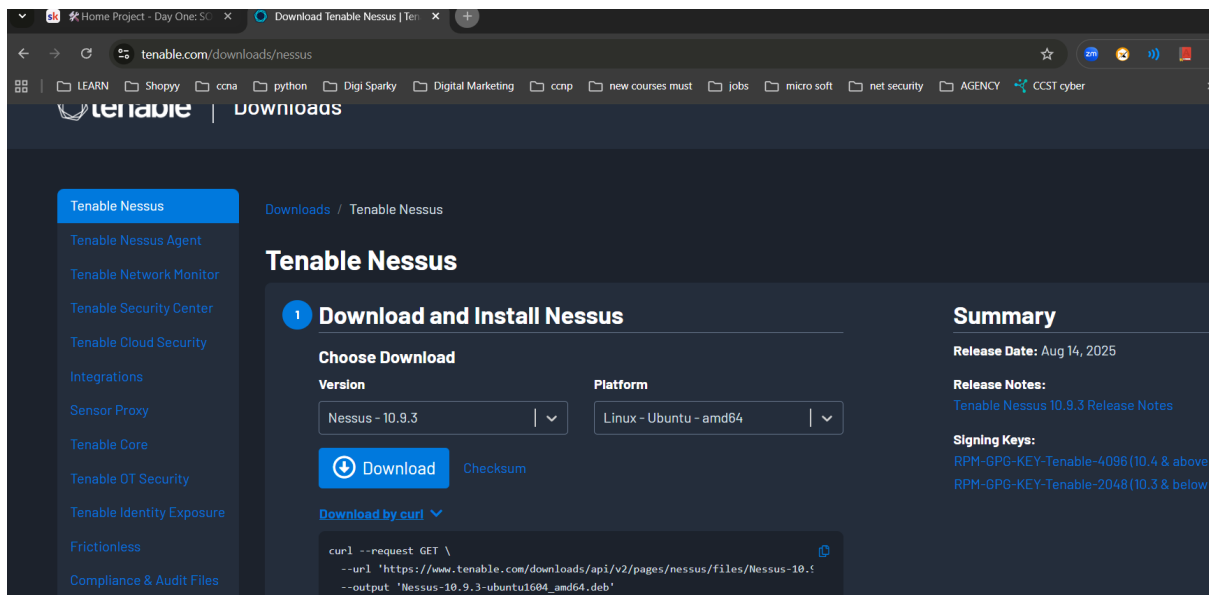 sk Home Project - Day One: SO
Download Tenable Nessus | Ten
tenable.com/downloads/nessus
zm
LEARN Shopyy ccna python Digi Sparky Digital Marketing ccnp new courses must jobs micro soft net security AGENCY CCST cyber
tenable | Downloads
Tenable Nessus
Tenable Nessus Agent
Tenable Network Monitor
Tenable Security Center
Tenable Cloud Security
Integrations
Sensor Proxy
Tenable Core
Tenable OT Security
Tenable Identity Exposure
Frictionless
Compliance & Audit Files
Downloads / Tenable Nessus
Tenable Nessus
1 Download and Install Nessus
Choose Download
Version
Nessus - 10.9.3
Platform
Linux - Ubuntu - amd64
Download Checksum
Download by curl
curl --request GET \
--url 'https://www.tenable.com/downloads/api/v2/pages/nessus/files/Nessus-10.9
--output 'Nessus-10.9.3-ubuntu1604_amd64.deb'
Summary
Release Date: Aug 14, 2025
Release Notes:
Tenable Nessus 10.9.3 Release Notes
Signing Keys:
RPM-GPG-KEY-Tenable-4096 (10.4 & above
RPM-GPG-KEY-Tenable-2048 (10.3 & below